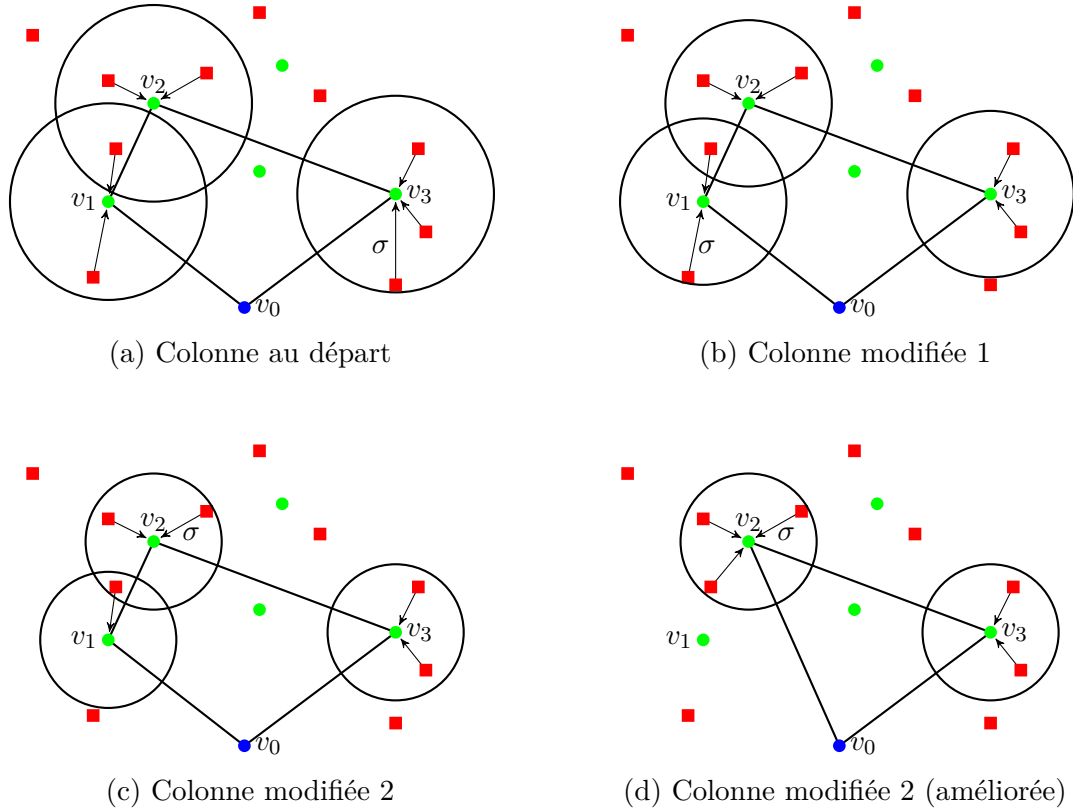 v2
v1
v3
σ
v0
(a) Colonne au départ
v2
v1
v3
σ
v0
(b) Colonne modifiée 1
v2
σ
v1
v3
v0
(c) Colonne modifiée 2
v2
σ
v1
v3
v0
(d) Colonne modifiée 2 (améliorée)